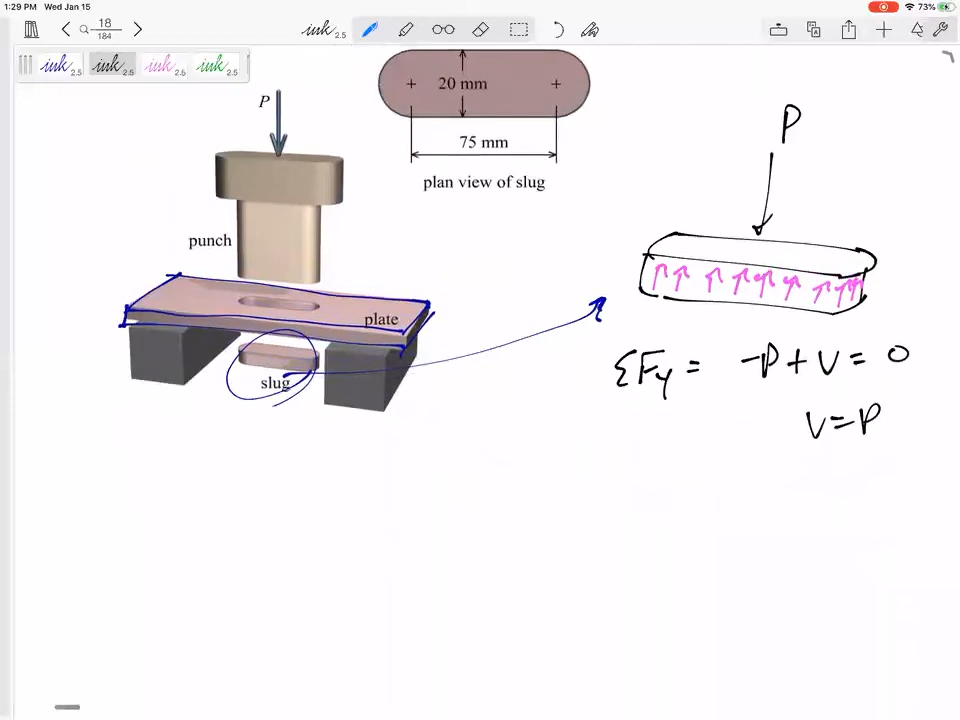 1:29 PM Wed Jan 15
73%
18
184
ink 2.5
ink 2.5 ink 2.5 ink 2.5 ink 2.5
P
20 mm
75 mm
plan view of slug
punch
plate
slug
P
ΣFy = -P + V = 0
V = P